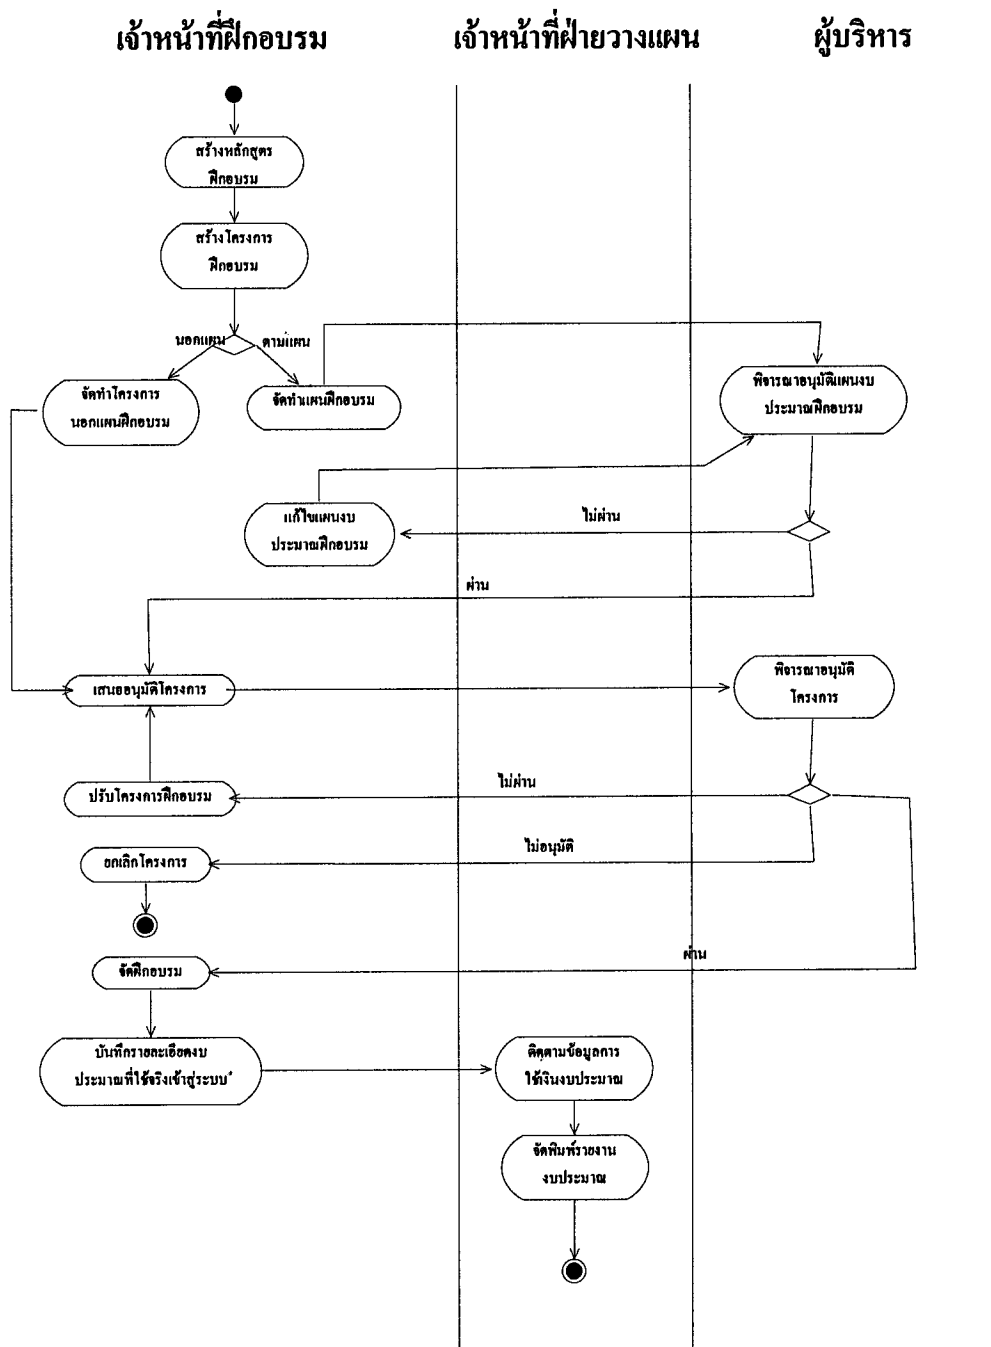 เจ้าหน้าที่ฝึกอบรม
เจ้าหน้าที่ฝ่ายวางแผน
ผู้บริหาร
สร้างหลักสูตร
ฝึกอบรม
สร้างโครงการ
ฝึกอบรม
นอกแผน
ตามแผน
จัดทำโครงการ
นอกแผนฝึกอบรม
จัดทำแผนฝึกอบรม
พิจารณาอนุมัติแผนงบ
ประมาณฝึกอบรม
แก้ไขแผนงบ
ประมาณฝึกอบรม
ไม่ผ่าน
ผ่าน
เสนออนุมัติโครงการ
พิจารณาอนุมัติ
โครงการ
ปรับโครงการฝึกอบรม
ไม่ผ่าน
ไม่อนุมัติ
ยกเลิกโครงการ
ผ่าน
จัดฝึกอบรม
บันทึกรายละเอียดงบ
ประมาณที่ใช้จริงเข้าสู่ระบบ
ติดตามข้อมูลการ
ใช้เงินงบประมาณ
จัดพิมพ์รายงาน
งบประมาณ